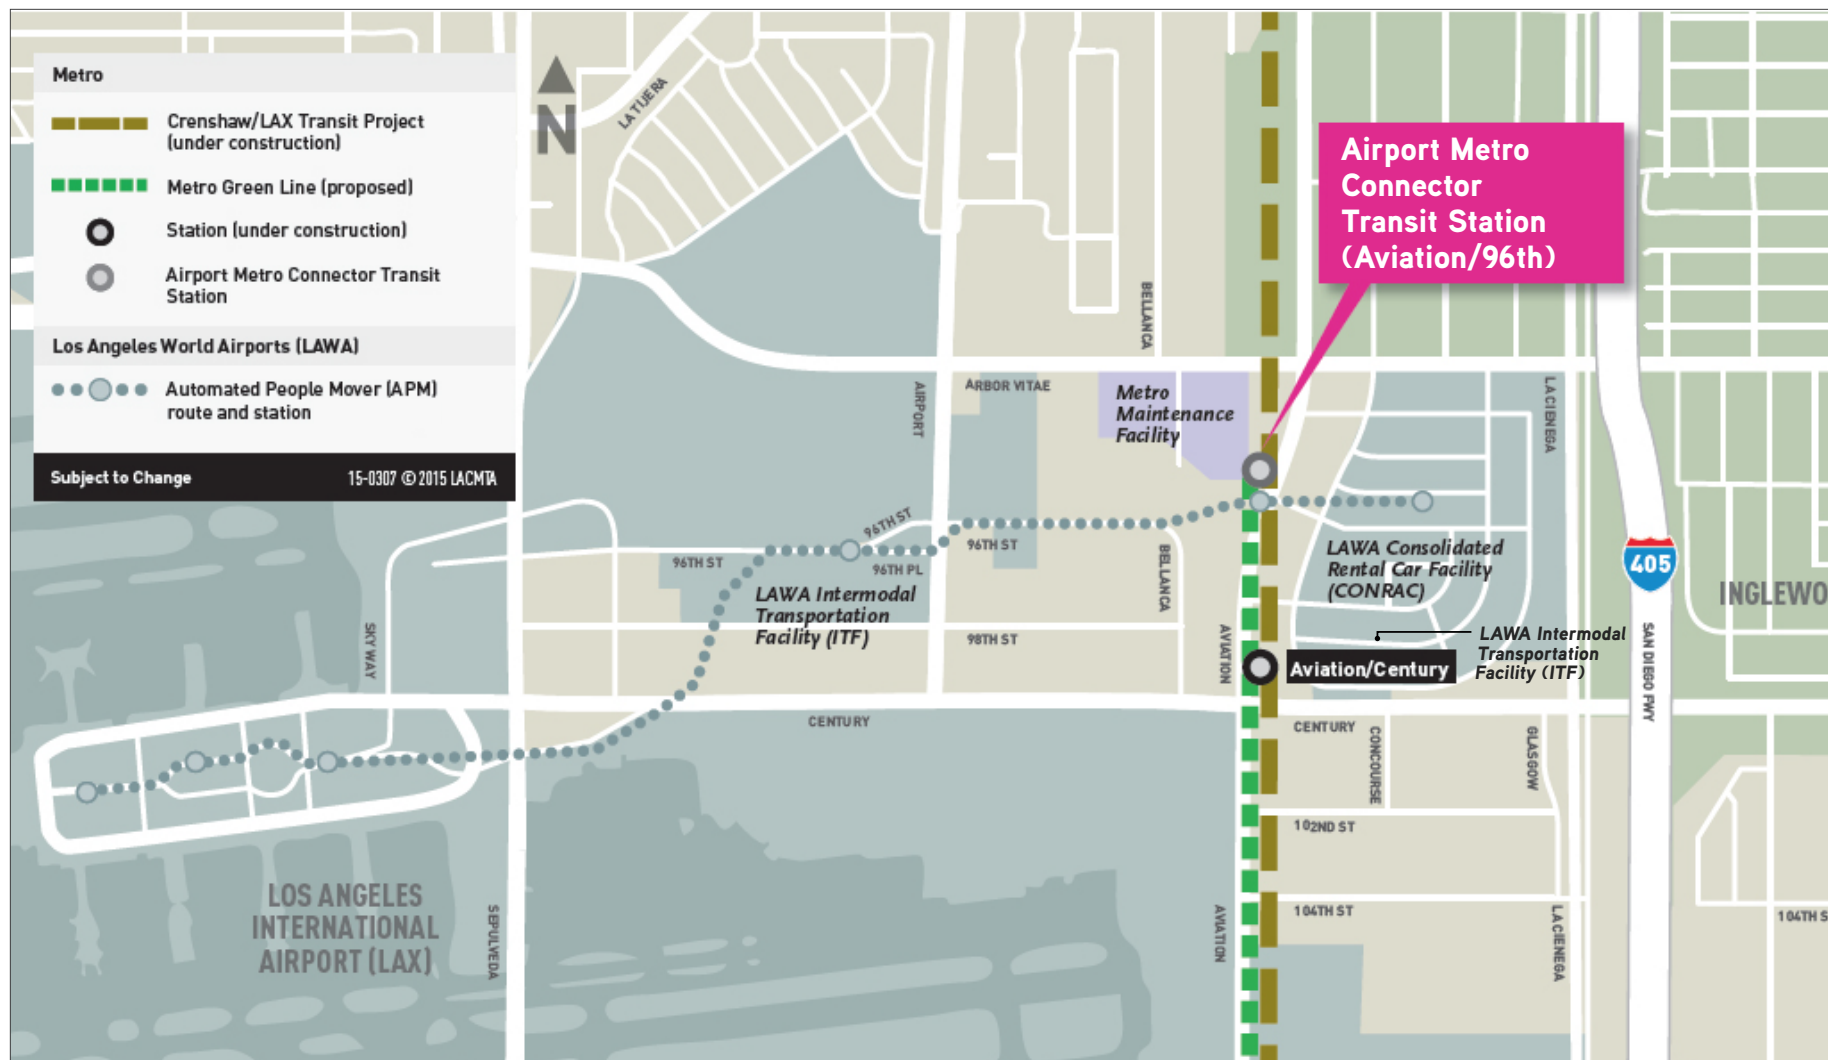 Metro
Crenshaw/LAX Transit Project
(under construction)
Metro Green Line (proposed)
Station (under construction)
Airport Metro Connector Transit
Station
Los Angeles World Airports (LAWA)
Automated People Mover (APM)
route and station
Subject to Change
15-0307 © 2015 LACMTA
N
LA TIJERA
Airport Metro
Connector
Transit Station
(Aviation/96th)
BELLANCA
ARBOR VITAE
AIRPORT
Metro
Maintenance
Facility
LA CIENEGA
96TH ST
96TH ST
96TH PL
96TH ST
BELLANCA
LAWA Intermodal
Transportation
Facility (ITF)
LAWA Consolidated
Rental Car Facility
(CONRAC)
405
INGLEWO
SKY WAY
98TH ST
AVIATION
Aviation/Century
LAWA Intermodal
Transportation
Facility (ITF)
SAN DIEGO FWY
CENTURY
CENTURY
CONCOURSE
GLASGOW
102ND ST
LOS ANGELES
INTERNATIONAL
AIRPORT (LAX)
SEPULVEDA
AVIATION
104TH ST
LA CIENEGA
104TH S